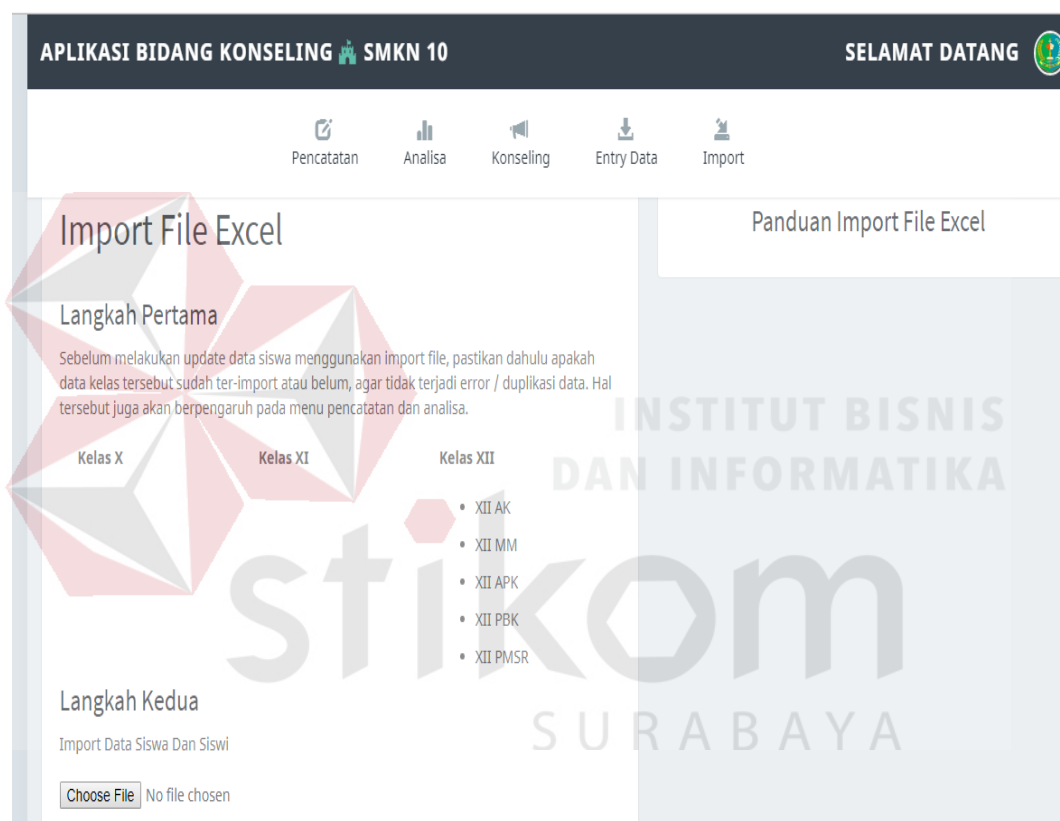 APLIKASI BIDANG KONSELING SMKN 10
SELAMAT DATANG
Pencatatan Analisa Konseling Entry Data Import
Import File Excel
Panduan Import File Excel
Langkah Pertama
Sebelum melakukan update data siswa menggunakan import file, pastikan dahulu apakah
data kelas tersebut sudah ter-import atau belum, agar tidak terjadi error / duplikasi data. Hal
tersebut juga akan berpengaruh pada menu pencatatan dan analisa.
Kelas X Kelas XI Kelas XII
• XII AK
• XII MM
• XII APK
• XII PBK
• XII PMSR
Langkah Kedua
Import Data Siswa Dan Siswi
Choose File No file chosen
INSTITUT BISNIS
DAN INFORMATIKA
stikom
SURABAYA